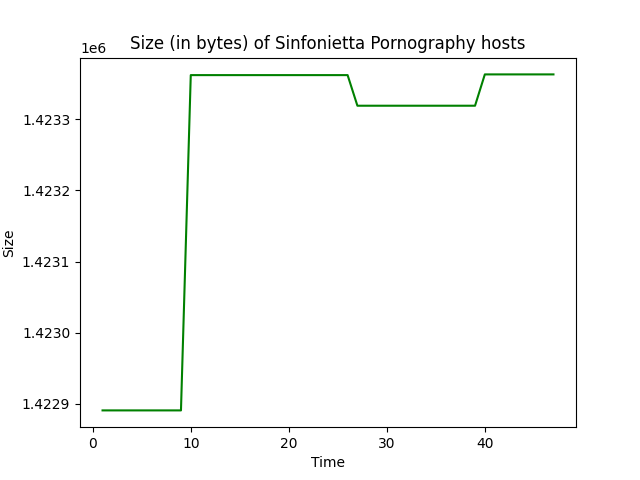 Size (in bytes) of Sinfonietta Pornography hosts
1e6
1.4233
1.4232
1.4231
1.4230
1.4229
Size
0 10 20 30 40
Time